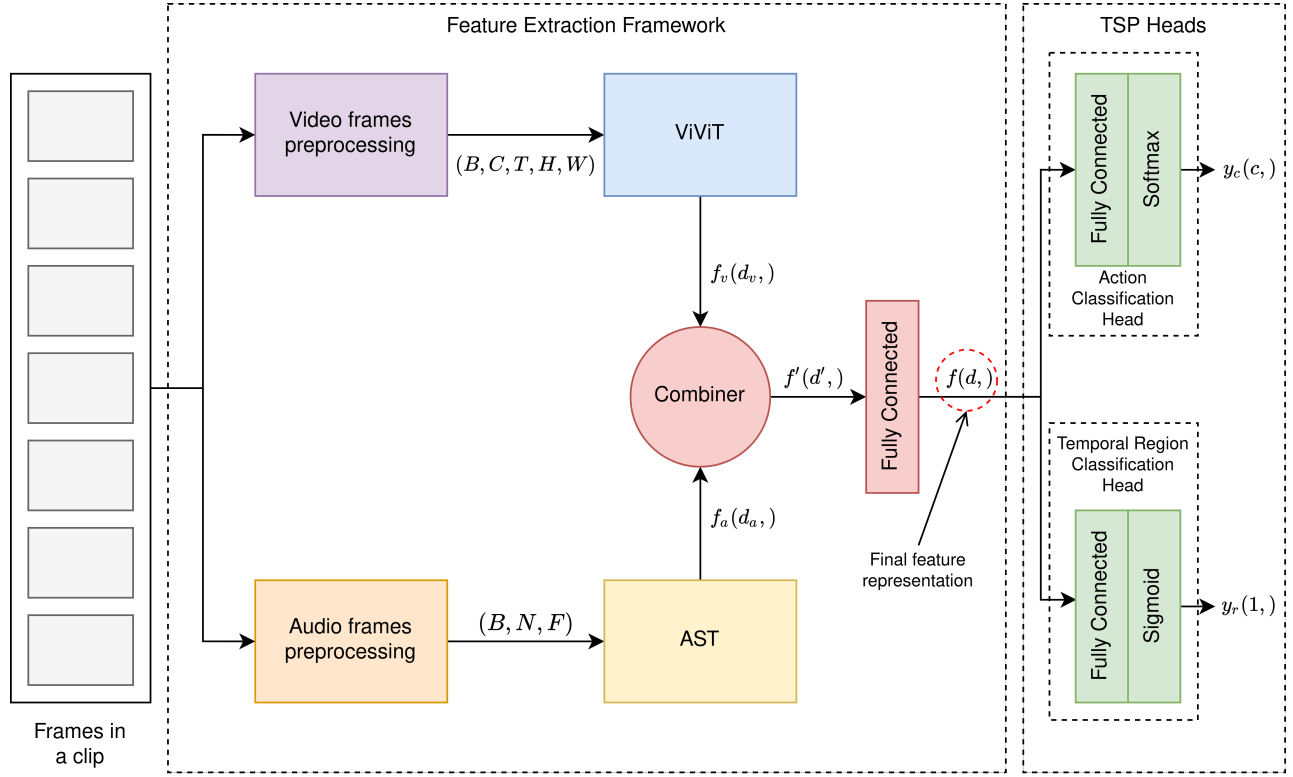 Feature Extraction Framework
TSP Heads
Video frames
preprocessing
(B, C, T, H, W)
ViViT
f_v(d_v,)
Combiner
f'(d',)
Fully Connected
f(d,)
Final feature
representation
f_a(d_a,)
Audio frames
preprocessing
(B, N, F)
AST
Frames in
a clip
Fully Connected
Softmax
y_c(c,)
Action
Classification
Head
Temporal Region
Classification
Head
Fully Connected
Sigmoid
y_r(1,)